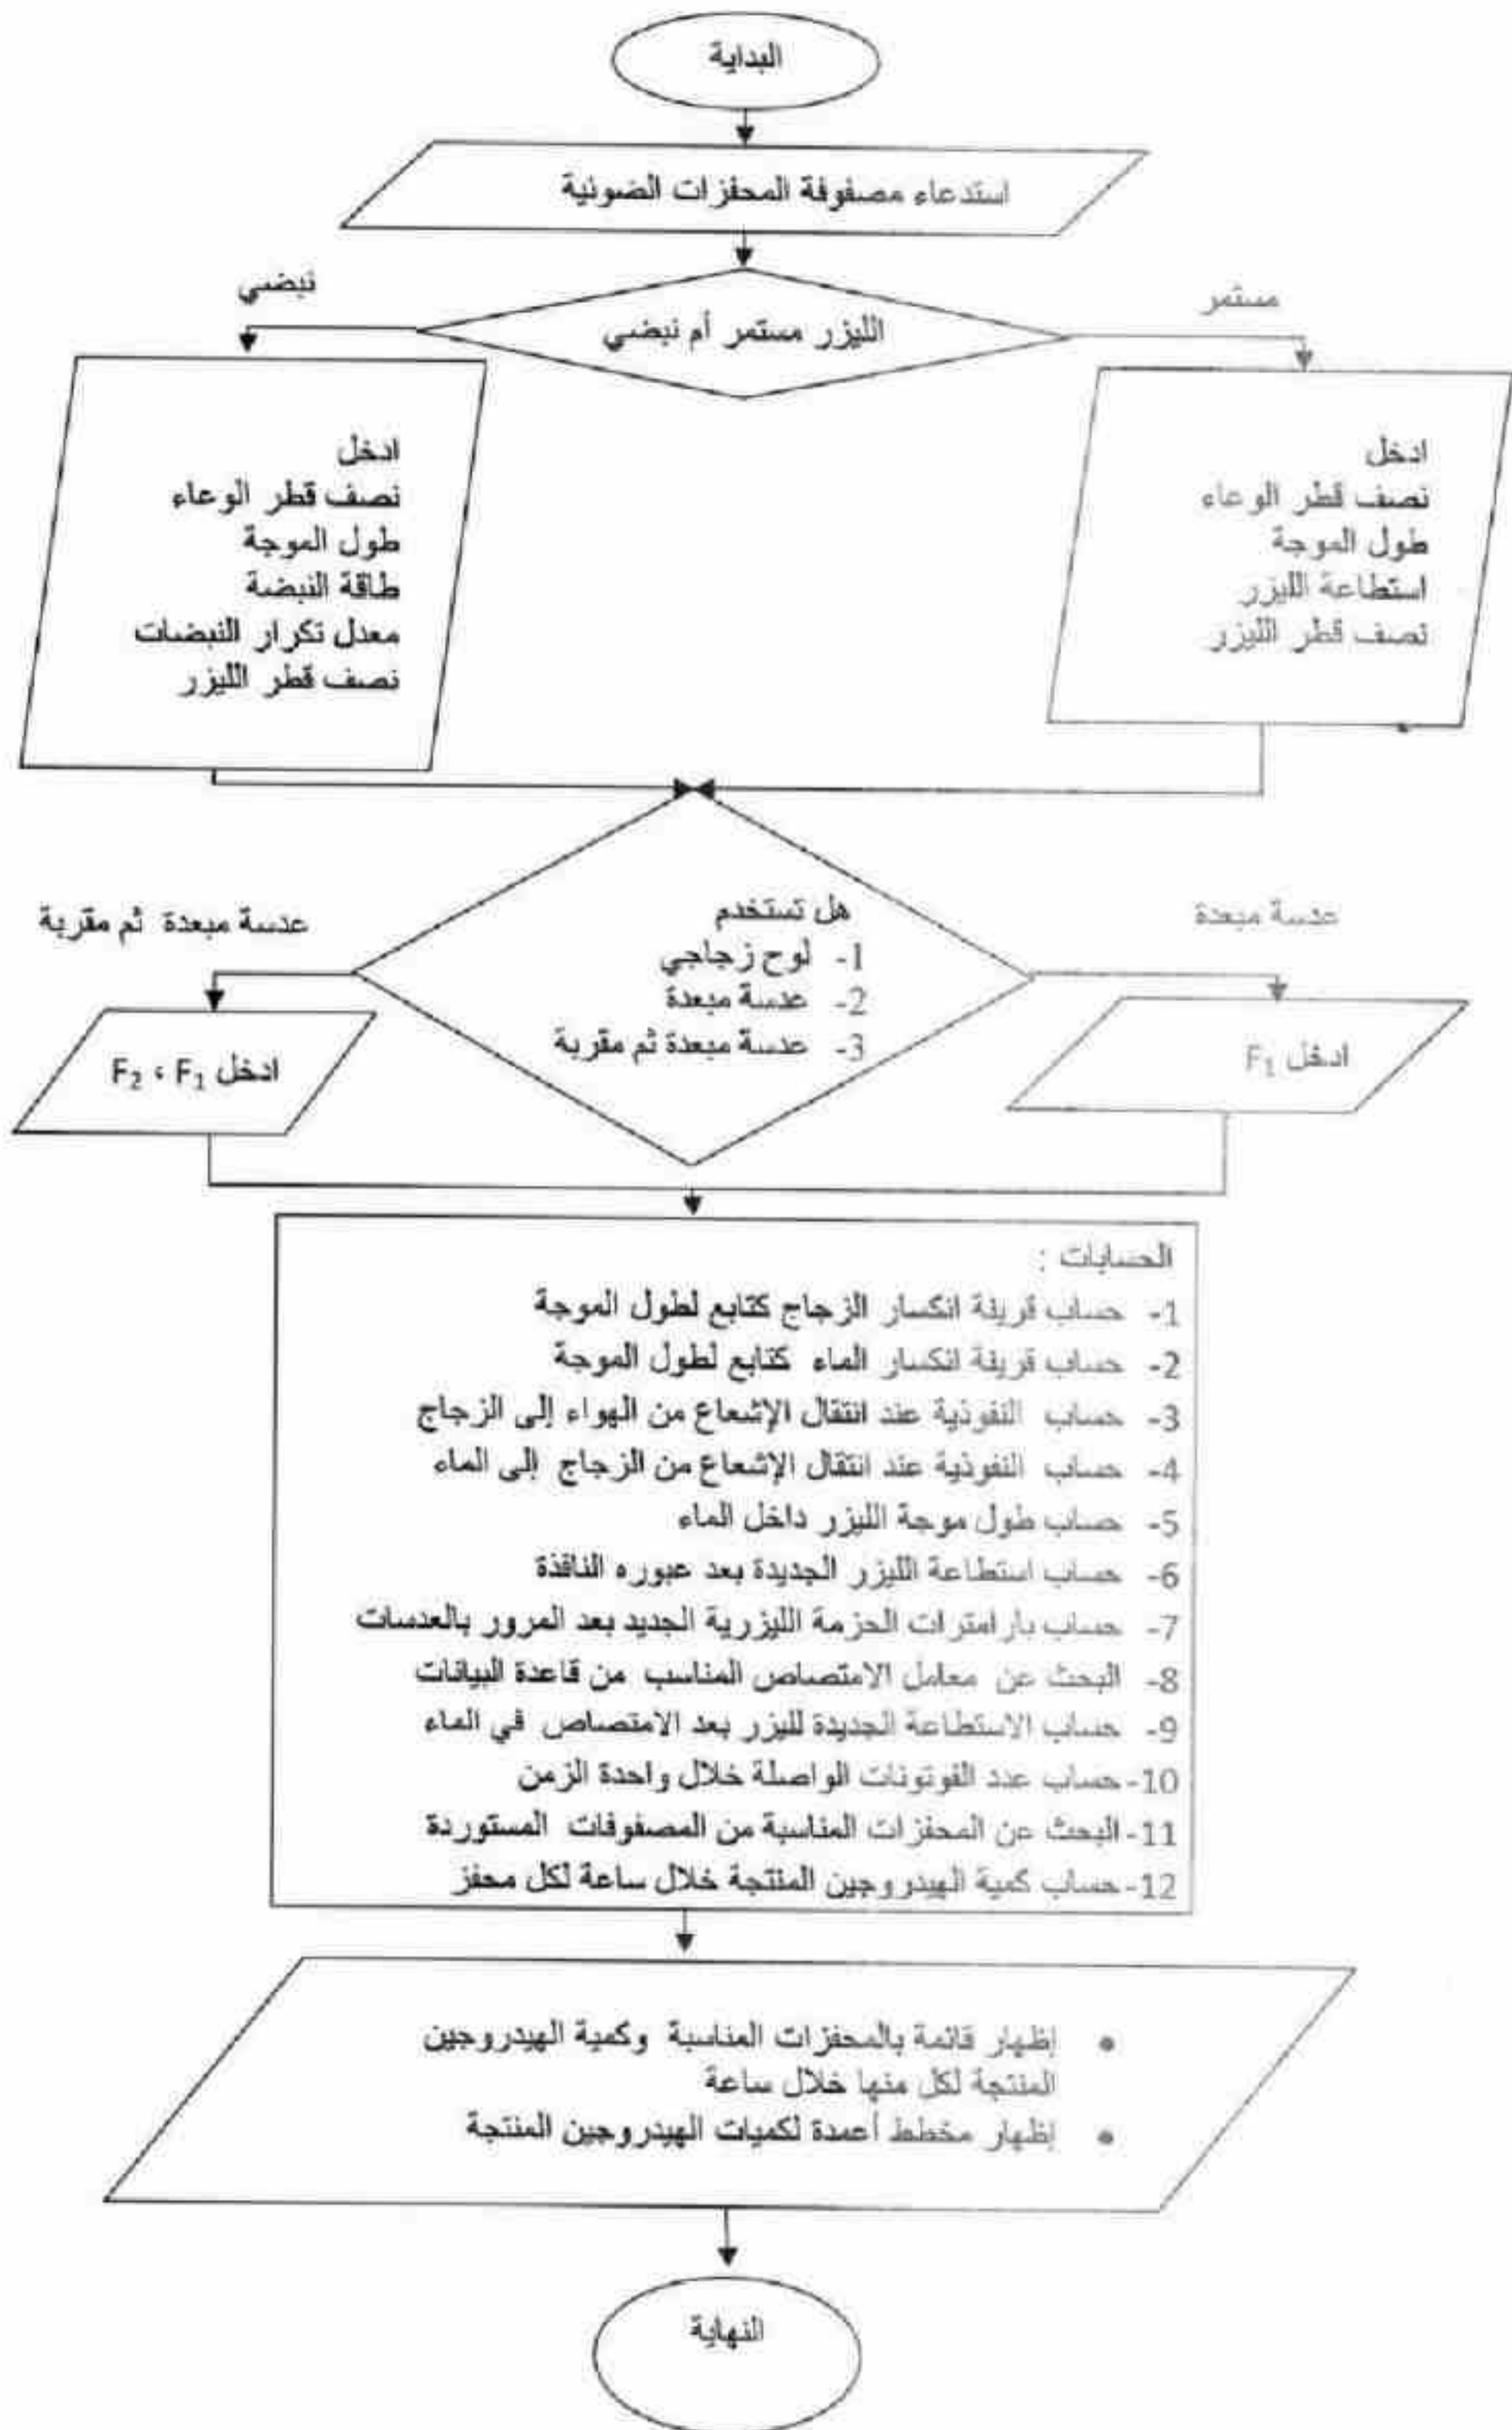 البداية
استدعاء مصفوفة المحفزات الضوئية
الليزر مستمر أم نبضي
مستمر
نبضي
ادخل
نصف قطر الوعاء
طول الموجة
استطاعة الليزر
نصف قطر الليزر
ادخل
نصف قطر الوعاء
طول الموجة
طاقة النبضة
معدل تكرار النبضات
نصف قطر الليزر
هل تستخدم
1- لوح زجاجي
2- عدسة مبعدة
3- عدسة مبعدة ثم مقربة
عدسة مبعدة
عدسة مبعدة ثم مقربة
ادخل F₁
ادخل F₁ ، F₂
الحسابات :
1- حساب قرينة انكسار الزجاج كتابع لطول الموجة
2- حساب قرينة انكسار الماء كتابع لطول الموجة
3- حساب النفوذية عند انتقال الإشعاع من الهواء إلى الزجاج
4- حساب النفوذية عند انتقال الإشعاع من الزجاج إلى الماء
5- حساب طول موجة الليزر داخل الماء
6- حساب استطاعة الليزر الجديدة بعد عبوره النافذة
7- حساب بارامترات الحزمة الليزرية الجديد بعد المرور بالعدسات
8- البحث عن معامل الامتصاص المناسب من قاعدة البيانات
9- حساب الاستطاعة الجديدة لليزر بعد الامتصاص في الماء
10- حساب عدد الفوتونات الواصلة خلال واحدة الزمن
11- البحث عن المحفزات المناسبة من المصفوفات المستوردة
12- حساب كمية الهيدروجين المنتجة خلال ساعة لكل محفز
• إظهار قائمة بالمحفزات المناسبة وكمية الهيدروجين
المنتجة لكل منها خلال ساعة
• إظهار مخطط أعمدة لكميات الهيدروجين المنتجة
النهاية